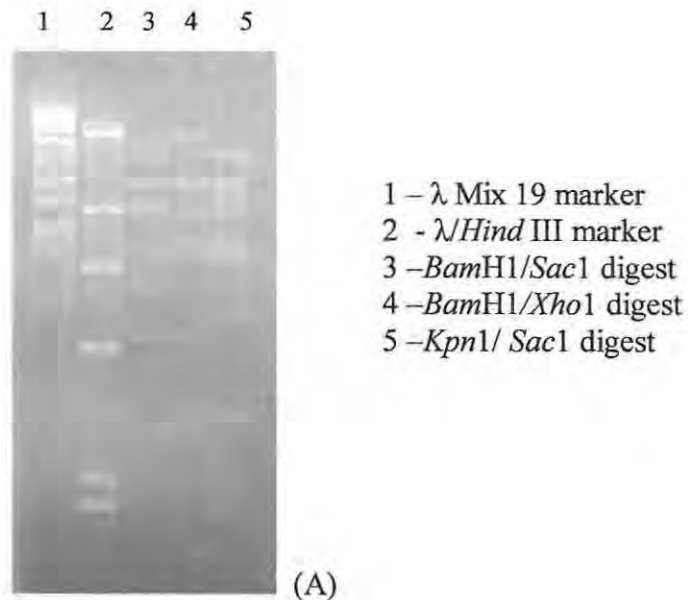 1 2 3 4 5
1 – λ Mix 19 marker
2 - λ/Hind III marker
3 –BamH1/Sac1 digest
4 –BamH1/Xho1 digest
5 –Kpn1/ Sac1 digest
(A)